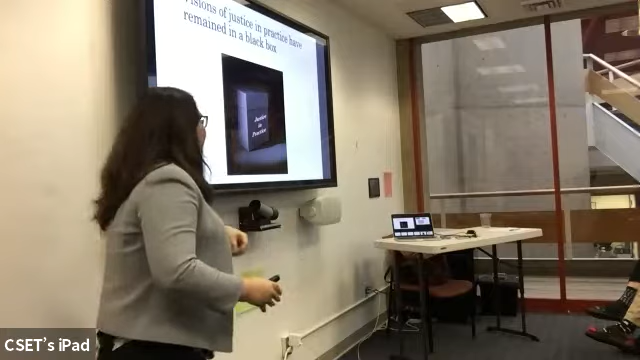 visions of justice in practice have
remained in a black box
Justice
in
Practice
CSET's iPad